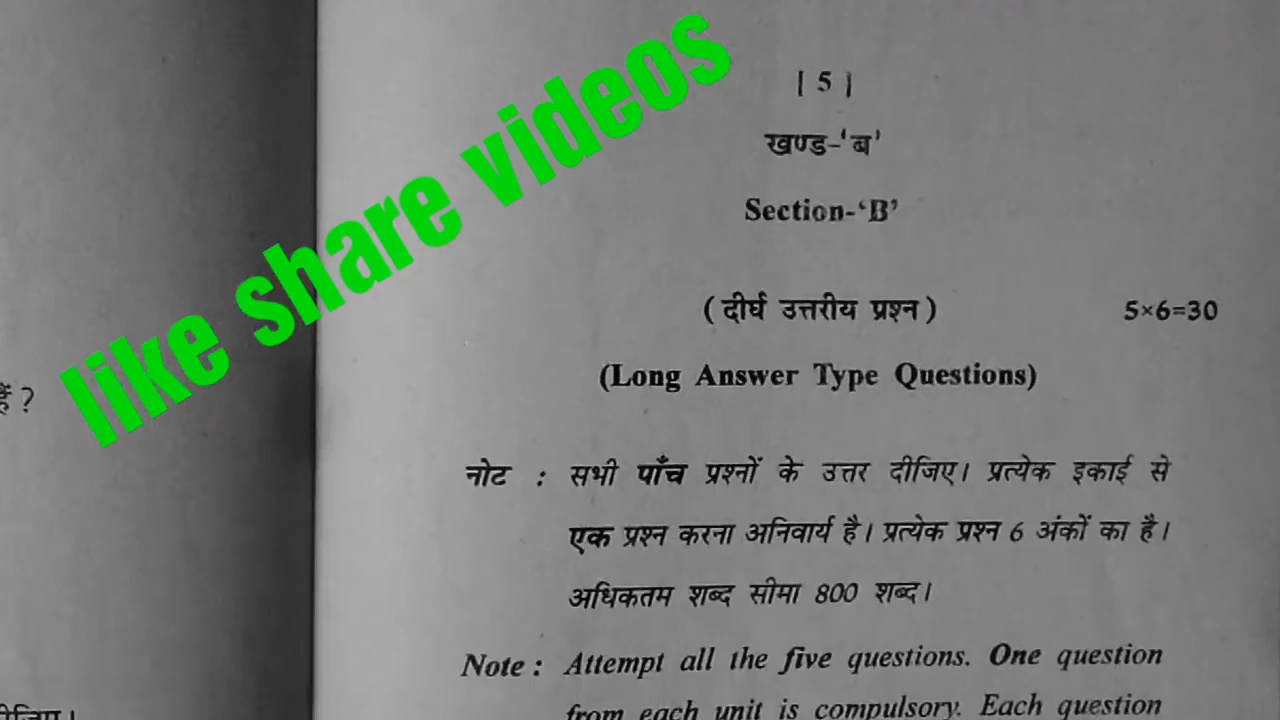 like share videos
[ 5 ]
खण्ड-'ब'
Section-'B'
( दीर्घ उत्तरीय प्रश्न ) 5×6=30
(Long Answer Type Questions)
हैं ?
नोट : सभी पाँच प्रश्नों के उत्तर दीजिए। प्रत्येक इकाई से
एक प्रश्न करना अनिवार्य है। प्रत्येक प्रश्न 6 अंकों का है।
अधिकतम शब्द सीमा 800 शब्द।
Note : Attempt all the five questions. One question
from each unit is compulsory. Each question